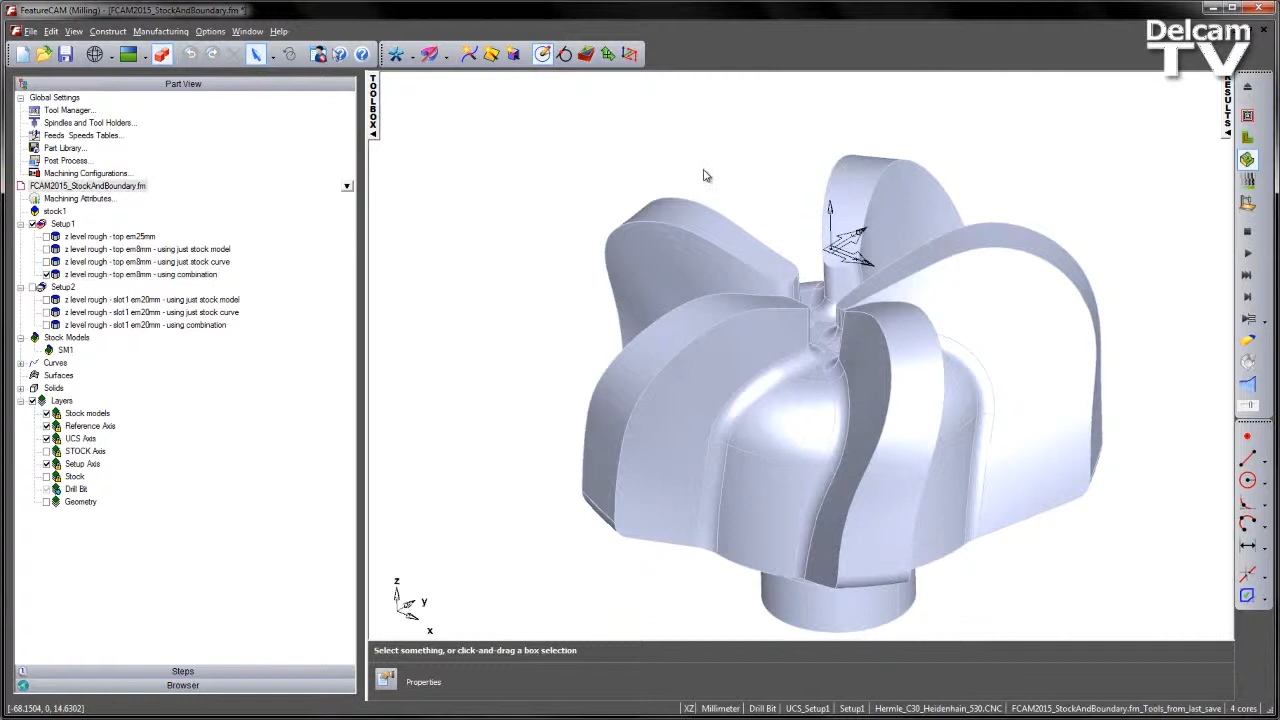 FeatureCAM (Milling) - [FCAM2015_StockAndBoundary.fm *]
File Edit View Construct Manufacturing Options Window Help
Delcam
TV
Part View
Global Settings
Tool Manager...
Spindles and Tool Holders...
Feeds Speeds Tables...
Part Library...
Post Process...
Machining Configurations...
FCAM2015_StockAndBoundary.fm
Machining Attributes...
stock1
Setup1
z level rough - top em25mm
z level rough - top em8mm - using just stock model
z level rough - top em8mm - using just stock curve
z level rough - top em8mm - using combination
Setup2
z level rough - slot1 em20mm - using just stock model
z level rough - slot1 em20mm - using just stock curve
z level rough - slot1 em20mm - using combination
Stock Models
SM1
Curves
Surfaces
Solids
Layers
Stock models
Reference Axis
UCS Axis
STOCK Axis
Setup Axis
Stock
Drill Bit
Geometry
Steps
Browser
TOOLBOX
RESULTS
z
y
x
Select something, or click-and-drag a box selection
Properties
[-68.1504, 0, 14.6302]
XZ Millimeter Drill Bit UCS_Setup1 Setup1 Hermle_C30_Heidenhain_530.CNC FCAM2015_StockAndBoundary.fm_Tools_from_last_save 4 cores